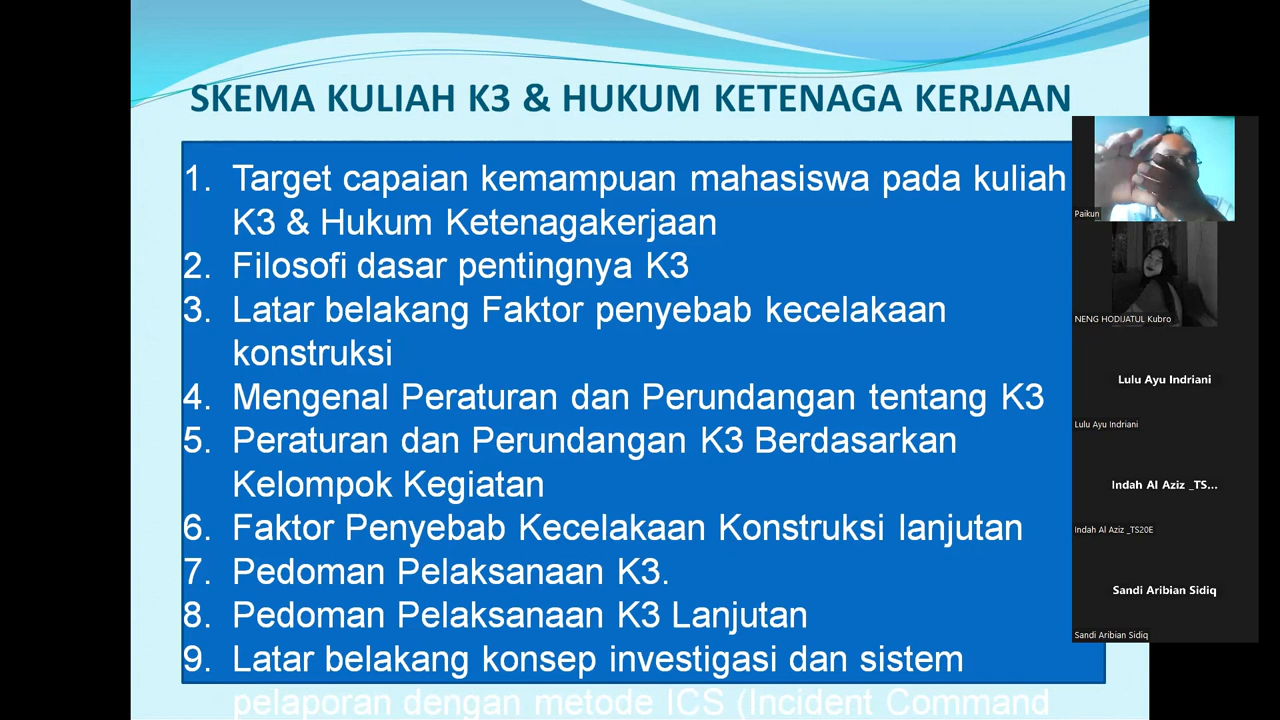 SKEMA KULIAH K3 & HUKUM KETENAGA KERJAAN
1. Target capaian kemampuan mahasiswa pada kuliah
K3 & Hukum Ketenagakerjaan
2. Filosofi dasar pentingnya K3
3. Latar belakang Faktor penyebab kecelakaan
konstruksi
4. Mengenal Peraturan dan Perundangan tentang K3
5. Peraturan dan Perundangan K3 Berdasarkan
Kelompok Kegiatan
6. Faktor Penyebab Kecelakaan Konstruksi lanjutan
7. Pedoman Pelaksanaan K3.
8. Pedoman Pelaksanaan K3 Lanjutan
9. Latar belakang konsep investigasi dan sistem
pelaporan dengan metode ICS (Incident Command
Paikun
NENG HODIJATUL Kubro
Lulu Ayu Indriani
Lulu Ayu Indriani
Indah Al Aziz _TS...
Indah Al Aziz _TS20E
Sandi Aribian Sidiq
Sandi Aribian Sidiq